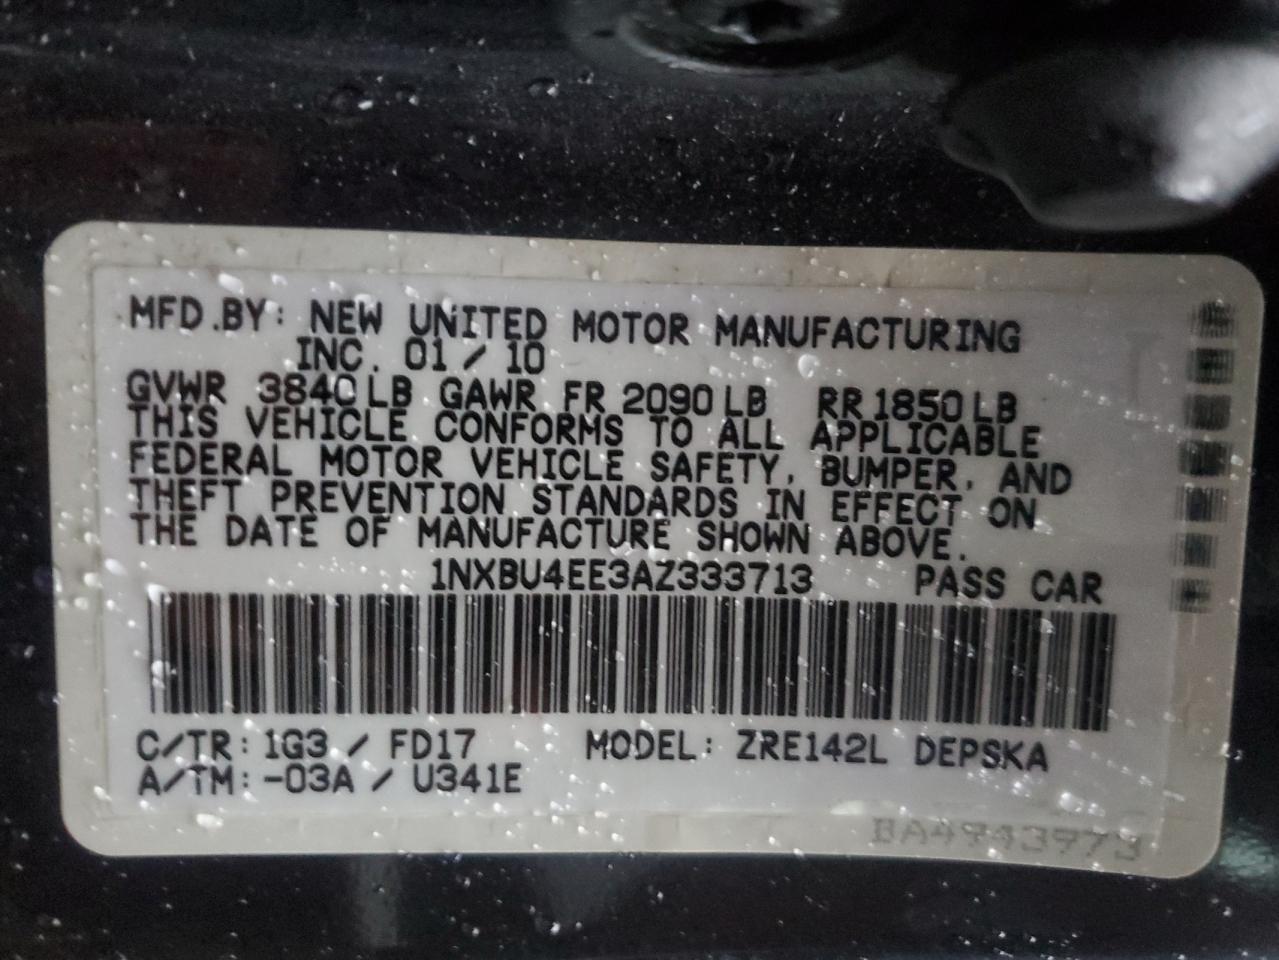 MFD.BY: NEW UNITED MOTOR MANUFACTURING
INC. 01/10
GVWR 3840LB GAWR FR 2090LB RR1850LB
THIS VEHICLE CONFORMS TO ALL APPLICABLE
FEDERAL MOTOR VEHICLE SAFETY, BUMPER, AND
THEFT PREVENTION STANDARDS IN EFFECT ON
THE DATE OF MANUFACTURE SHOWN ABOVE.
1NXBU4EE3AZ333713 PASS CAR
C/TR: 1G3 / FD17 MODEL: ZRE142L DEPSKA
A/TM: -03A / U341E
BA4943973